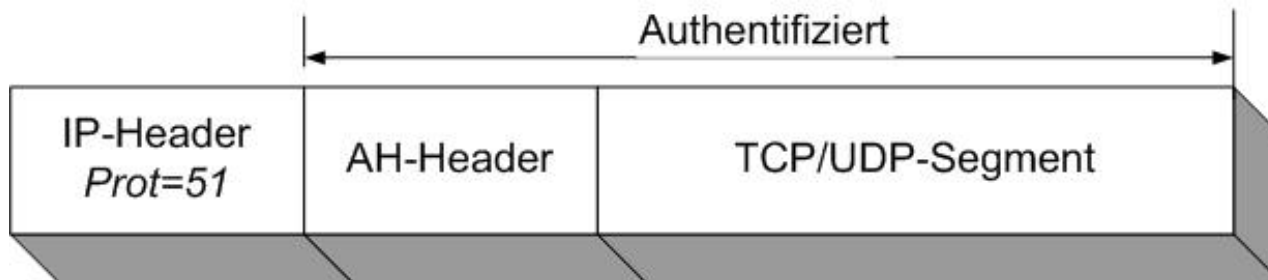 Authentifiziert
IP-Header
Prot=51
AH-Header
TCP/UDP-Segment